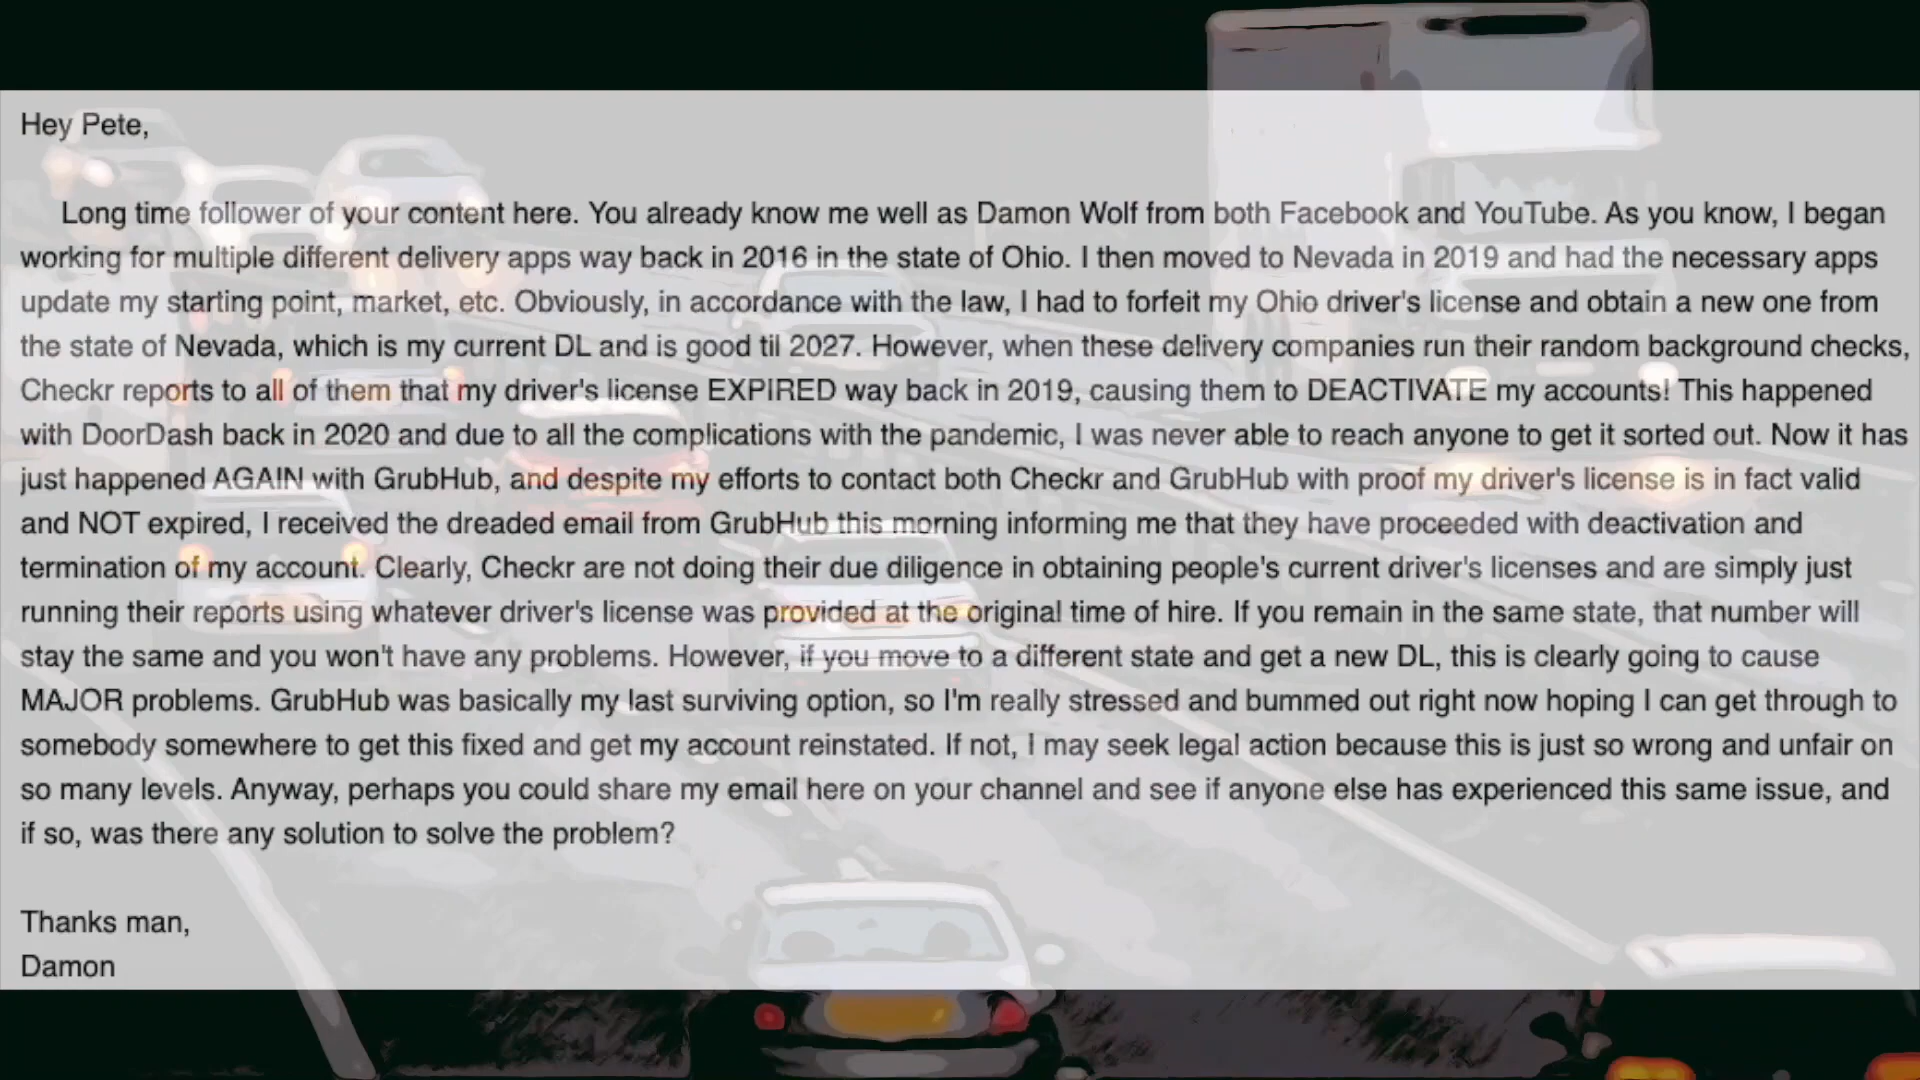 Hey Pete,
Long time follower of your content here. You already know me well as Damon Wolf from both Facebook and YouTube. As you know, I began
working for multiple different delivery apps way back in 2016 in the state of Ohio. I then moved to Nevada in 2019 and had the necessary apps
update my starting point, market, etc. Obviously, in accordance with the law, I had to forfeit my Ohio driver's license and obtain a new one from
the state of Nevada, which is my current DL and is good til 2027. However, when these delivery companies run their random background checks,
Checkr reports to all of them that my driver's license EXPIRED way back in 2019, causing them to DEACTIVATE my accounts! This happened
with DoorDash back in 2020 and due to all the complications with the pandemic, I was never able to reach anyone to get it sorted out. Now it has
just happened AGAIN with GrubHub, and despite my efforts to contact both Checkr and GrubHub with proof my driver's license is in fact valid
and NOT expired, I received the dreaded email from GrubHub this morning informing me that they have proceeded with deactivation and
termination of my account. Clearly, Checkr are not doing their due diligence in obtaining people's current driver's licenses and are simply just
running their reports using whatever driver's license was provided at the original time of hire. If you remain in the same state, that number will
stay the same and you won't have any problems. However, if you move to a different state and get a new DL, this is clearly going to cause
MAJOR problems. GrubHub was basically my last surviving option, so I'm really stressed and bummed out right now hoping I can get through to
somebody somewhere to get this fixed and get my account reinstated. If not, I may seek legal action because this is just so wrong and unfair on
so many levels. Anyway, perhaps you could share my email here on your channel and see if anyone else has experienced this same issue, and
if so, was there any solution to solve the problem?
Thanks man,
Damon